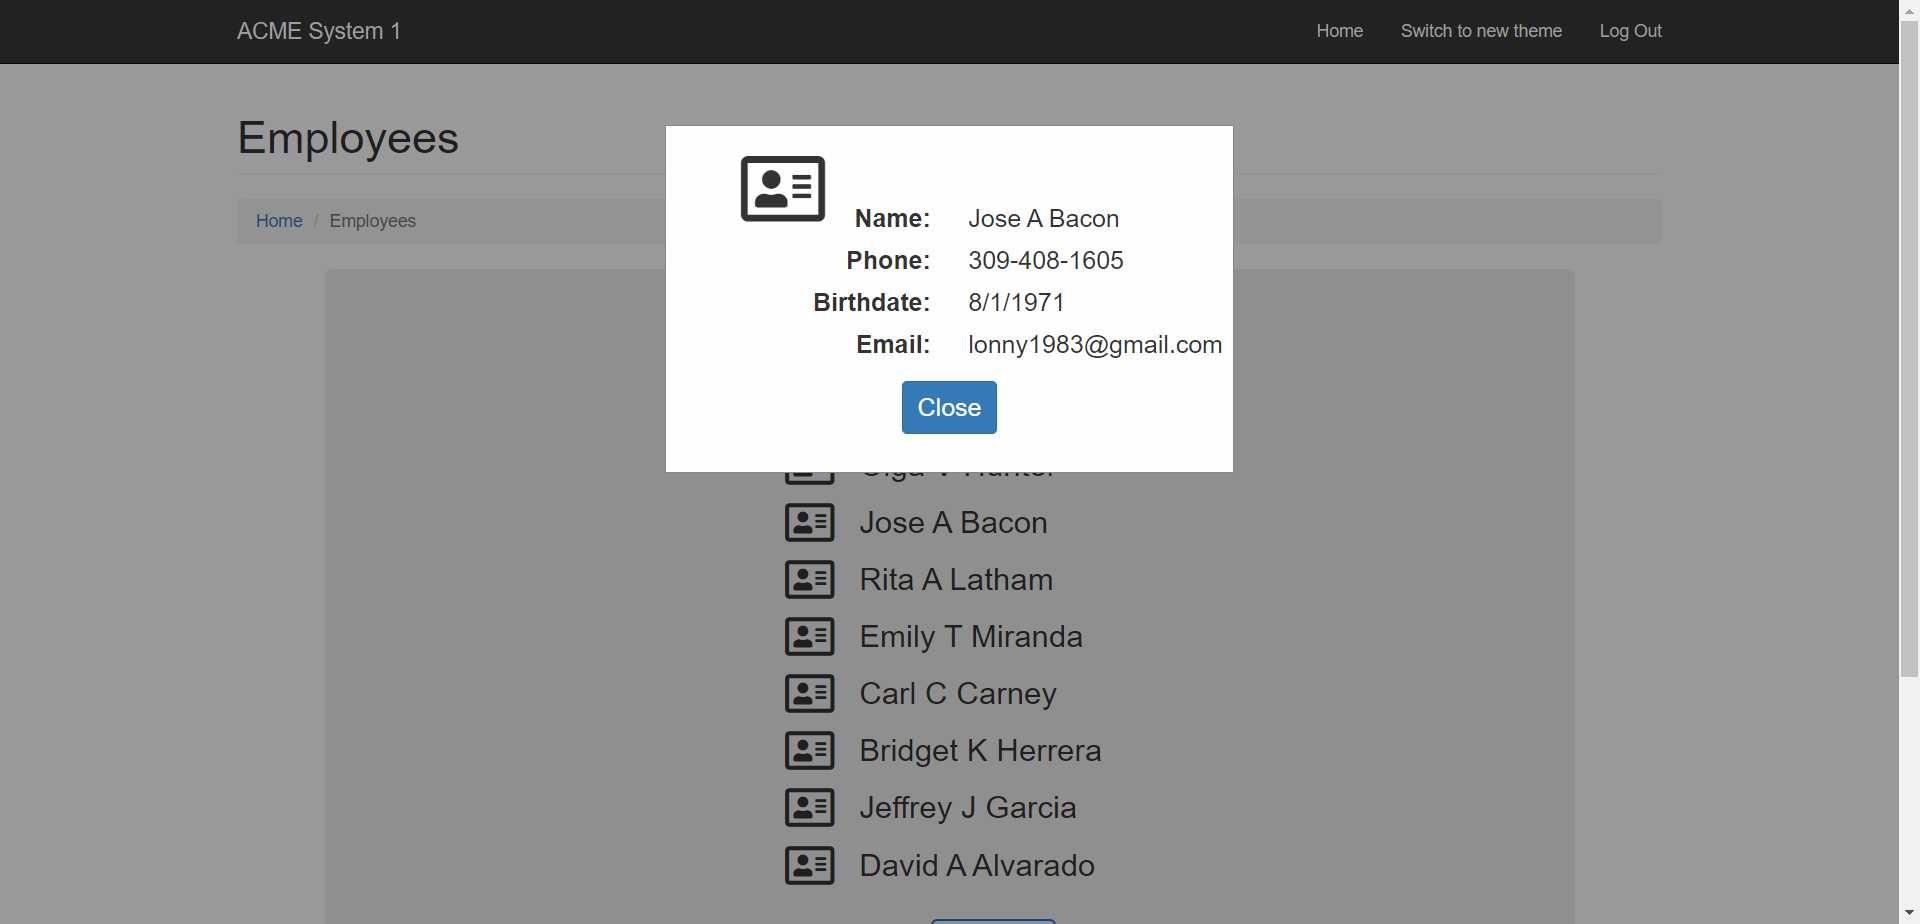 ACME System 1
Home
Switch to new theme
Log Out
Employees
Home / Employees
Name: Jose A Bacon
Phone: 309-408-1605
Birthdate: 8/1/1971
Email: lonny1983@gmail.com
Close
Jose A Bacon
Rita A Latham
Emily T Miranda
Carl C Carney
Bridget K Herrera
Jeffrey J Garcia
David A Alvarado